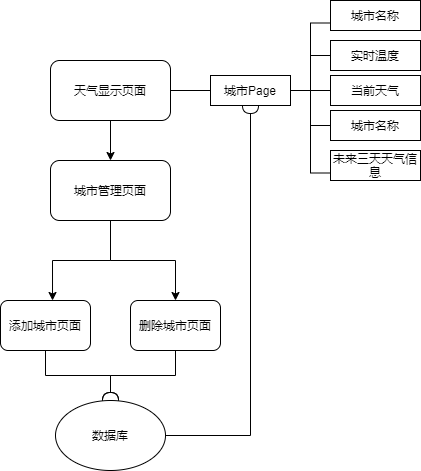 城市名称
实时温度
天气显示页面
城市Page
当前天气
城市名称
未来三天天气信
息
城市管理页面
添加城市页面
删除城市页面
数据库